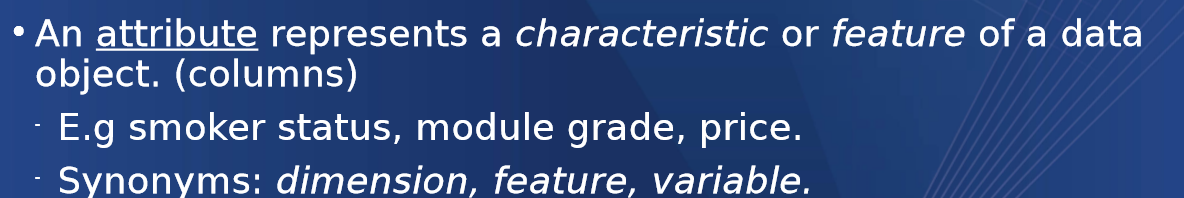 • An attribute represents a characteristic or feature of a data
object. (columns)
- E.g smoker status, module grade, price.
- Synonyms: dimension, feature, variable.